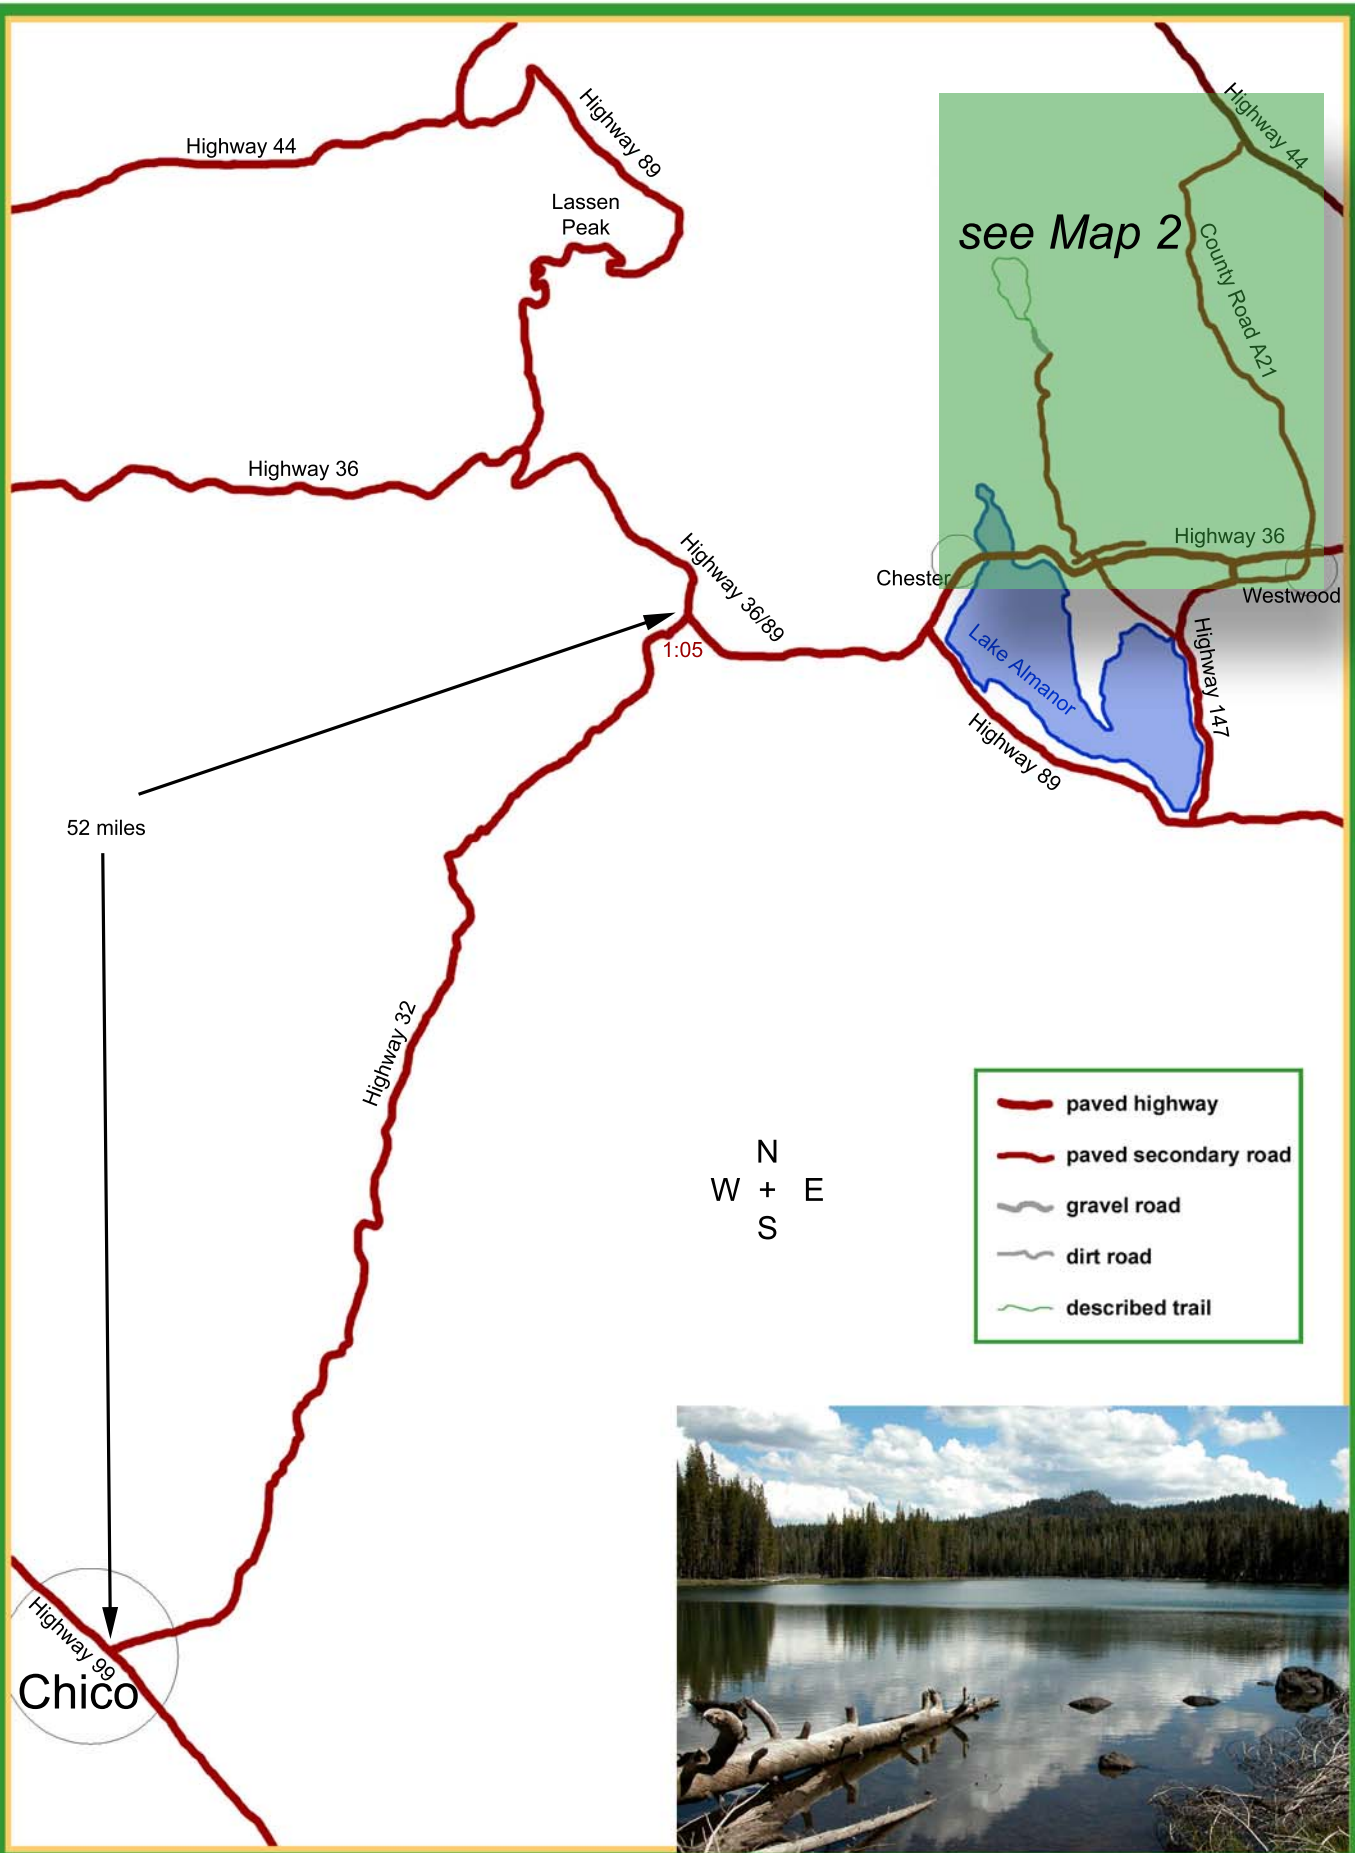 Highway 44
Highway 89
Highway 44
Lassen
Peak
see Map 2
County Road A21
Highway 36
Highway 36
Highway 36/89
Chester
Westwood
1:05
Lake Almanor
Highway 147
Highway 89
52 miles
Highway 32
N
W + E
S
paved highway
paved secondary road
gravel road
dirt road
described trail
Highway 99
Chico